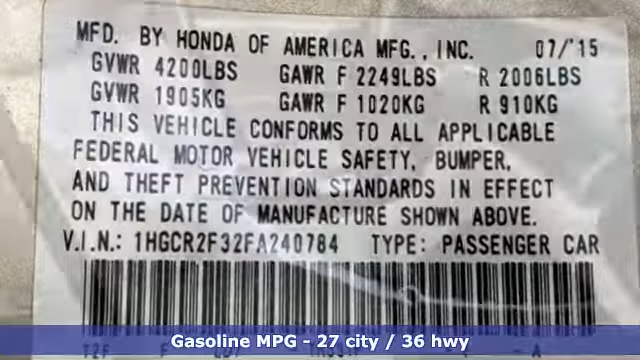 MFD. BY HONDA OF AMERICA MFG., INC. 07/'15
GVWR 4200LBS GAWR F 2249LBS R 2006LBS
GVWR 1905KG GAWR F 1020KG R 910KG
THIS VEHICLE CONFORMS TO ALL APPLICABLE
FEDERAL MOTOR VEHICLE SAFETY, BUMPER,
AND THEFT PREVENTION STANDARDS IN EFFECT
ON THE DATE OF MANUFACTURE SHOWN ABOVE.
V.I.N.: 1HGCR2F32FA240784 TYPE: PASSENGER CAR
Gasoline MPG - 27 city / 36 hwy